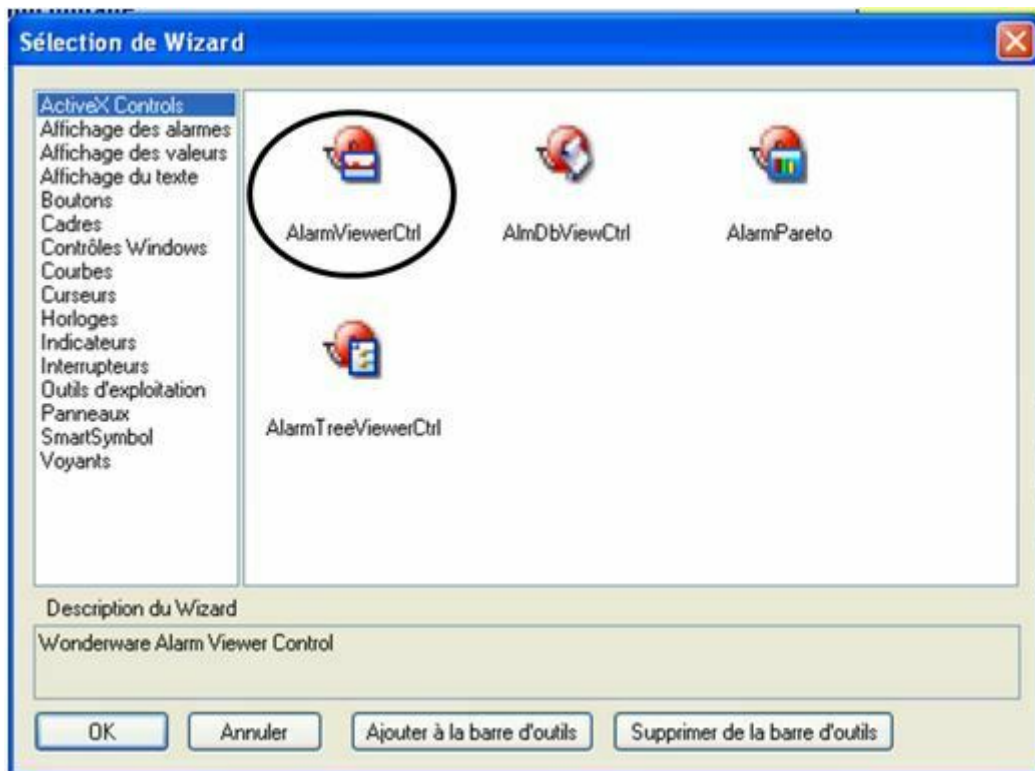 Sélection de Wizard
ActiveX Controls
Affichage des alarmes
Affichage des valeurs
Affichage du texte
Boutons
Cadres
Contrôles Windows
Courbes
Curseurs
Horloges
Indicateurs
Interrupteurs
Outils d'exploitation
Panneaux
SmartSymbol
Voyants
AlarmViewerCtrl
AlmDbViewCtrl
AlarmPareto
AlarmTreeViewerCtrl
Description du Wizard
Wonderware Alarm Viewer Control
OK
Annuler
Ajouter à la barre d'outils
Supprimer de la barre d'outils